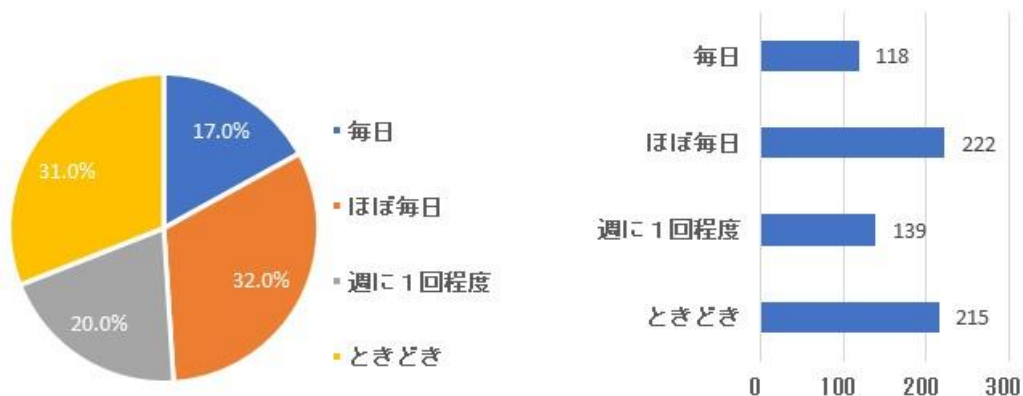 17.0%
32.0%
20.0%
31.0%
毎日
ほぼ毎日
週に１回程度
ときどき
毎日 118
ほぼ毎日 222
週に１回程度 139
ときどき 215
0 100 200 300